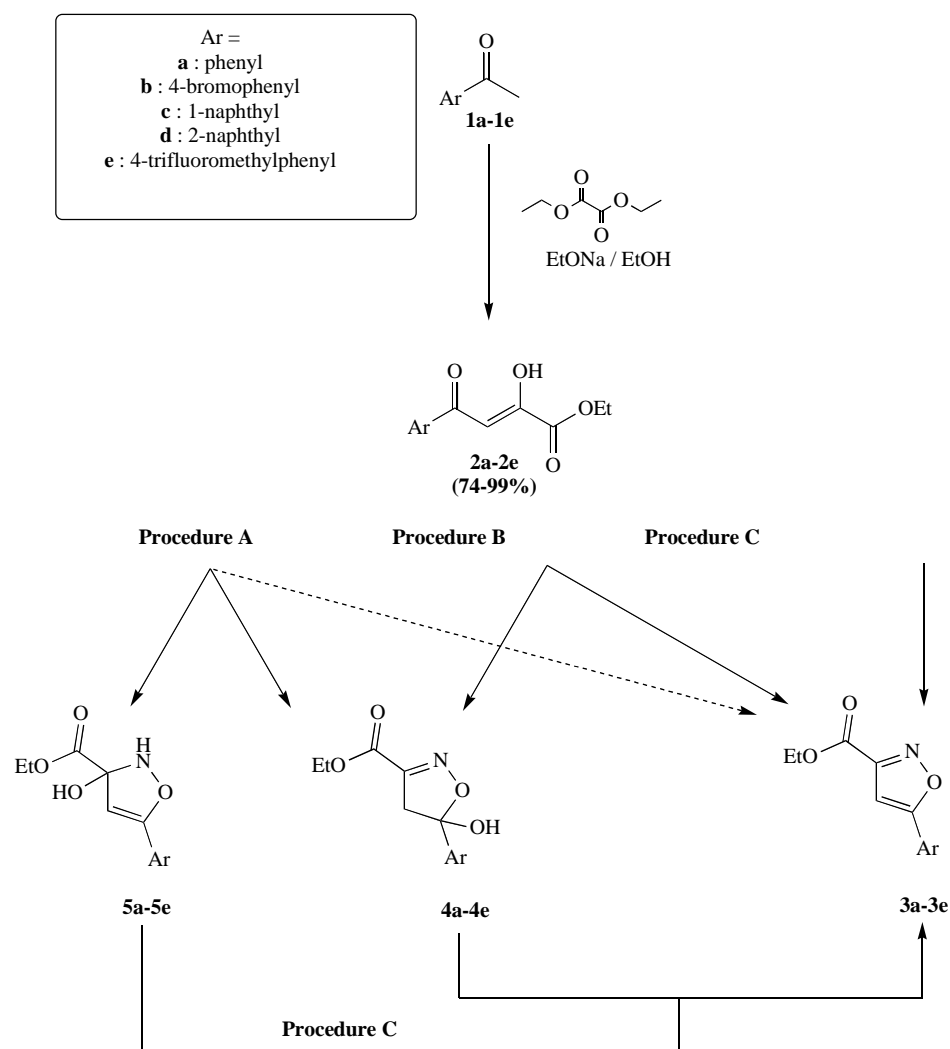 Ar =
a : phenyl
b : 4-bromophenyl
c : 1-naphthyl
d : 2-naphthyl
e : 4-trifluoromethylphenyl
O
Ar
1a-1e
O
O
O
O
EtONa / EtOH
O
OH
OEt
Ar
O
2a-2e
(74-99%)
Procedure A
Procedure B
Procedure C
O
H
N
EtO
HO
O
Ar
5a-5e
O
EtO
N
O
OH
Ar
4a-4e
O
EtO
N
O
Ar
3a-3e
Procedure C